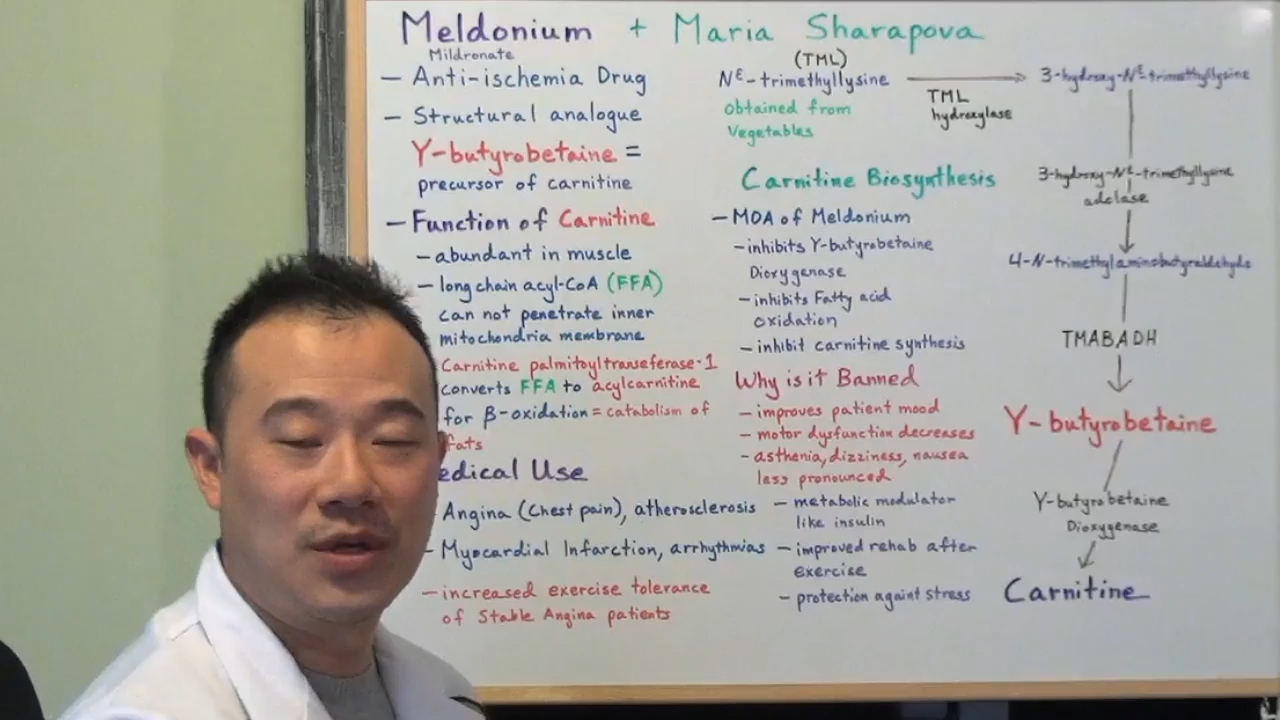 Meldonium + Maria Sharapova
Mildronate
- Anti-ischemia Drug
- Structural analogue
γ-butyrobetaine =
precursor of carnitine
- Function of Carnitine
- abundant in muscle
- long chain acyl-CoA (FFA)
can not penetrate inner
mitochondria membrane
Carnitine palmitoyltranseferase-1
converts FFA to acylcarnitine
for β-oxidation = catabolism of
fats
edical Use
Angina (Chest pain), atherosclerosis
- Myocardial Infarction, arrhythmias
- increased exercise tolerance
of Stable Angina patients
(TML)
Nᵋ-trimethyllysine
obtained from
Vegetables
TML
hydroxylase
3-hydroxy-Nᵋ-trimethyllysine
Carnitine Biosynthesis
- MOA of Meldonium
- inhibits γ-butyrobetaine
Dioxygenase
- inhibits Fatty acid
oxidation
- inhibit carnitine synthesis
Why is it Banned
- improves patient mood
- motor dysfunction decreases
- asthenia, dizziness, nausea
less pronounced
- metabolic modulator
like insulin
- improved rehab after
exercise
- protection againt stress
3-hydroxy-Nᵋ-trimethyllysine
adclase
4-N-trimethylaminobutyraldehyde
TMABADH
γ-butyrobetaine
γ-butyrobetaine
Dioxygenase
Carnitine